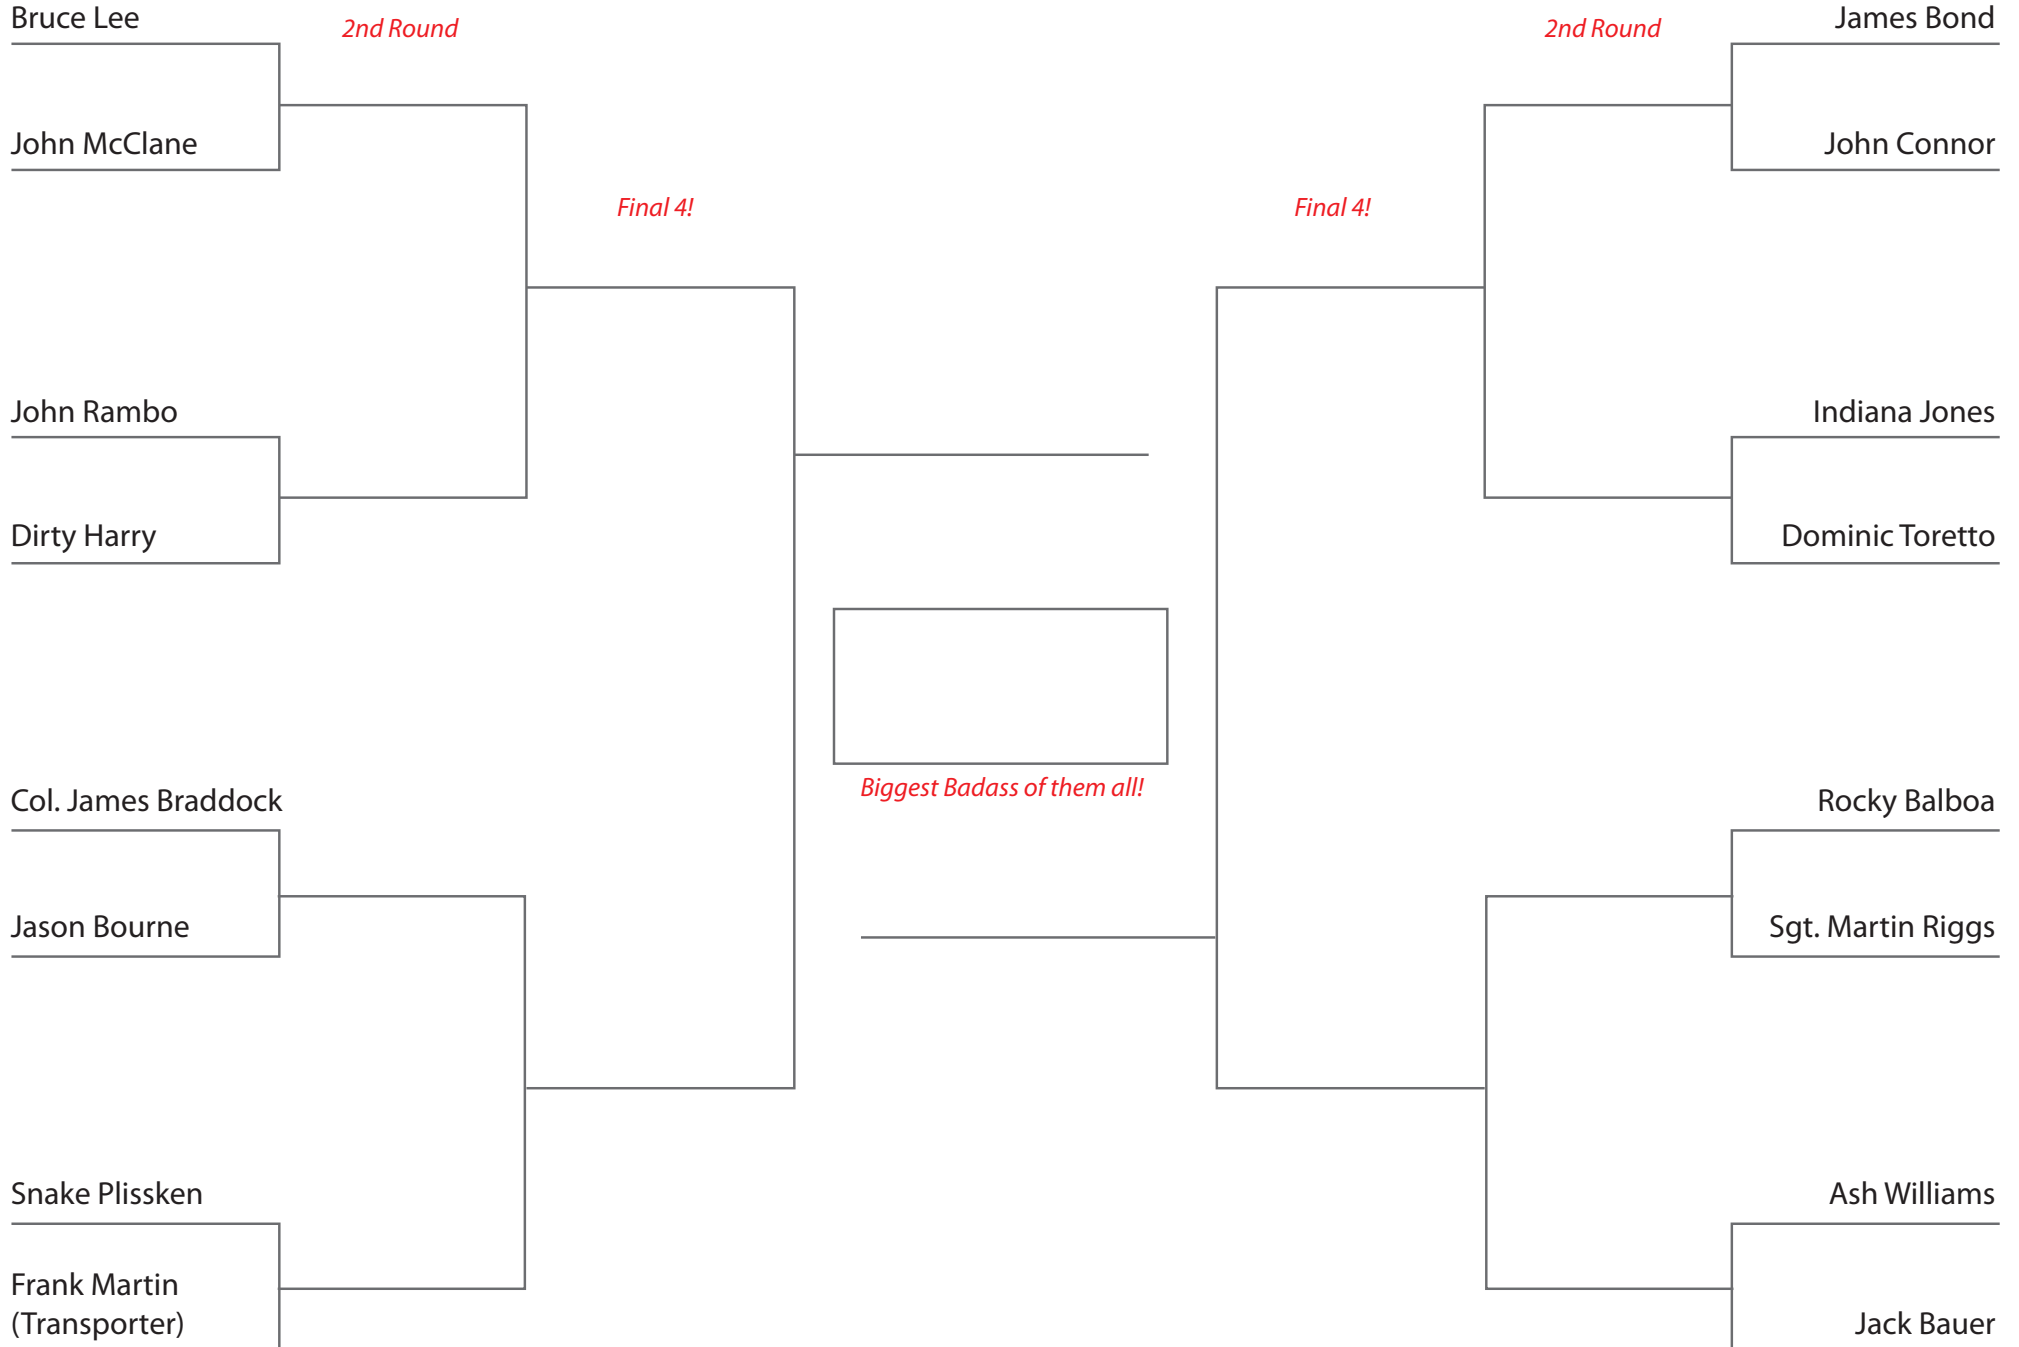 Bruce Lee
2nd Round
2nd Round
James Bond
John McClane
John Connor
Final 4!
Final 4!
John Rambo
Indiana Jones
Dirty Harry
Dominic Toretto
Biggest Badass of them all!
Col. James Braddock
Rocky Balboa
Jason Bourne
Sgt. Martin Riggs
Snake Plissken
Ash Williams
Frank Martin
(Transporter)
Jack Bauer